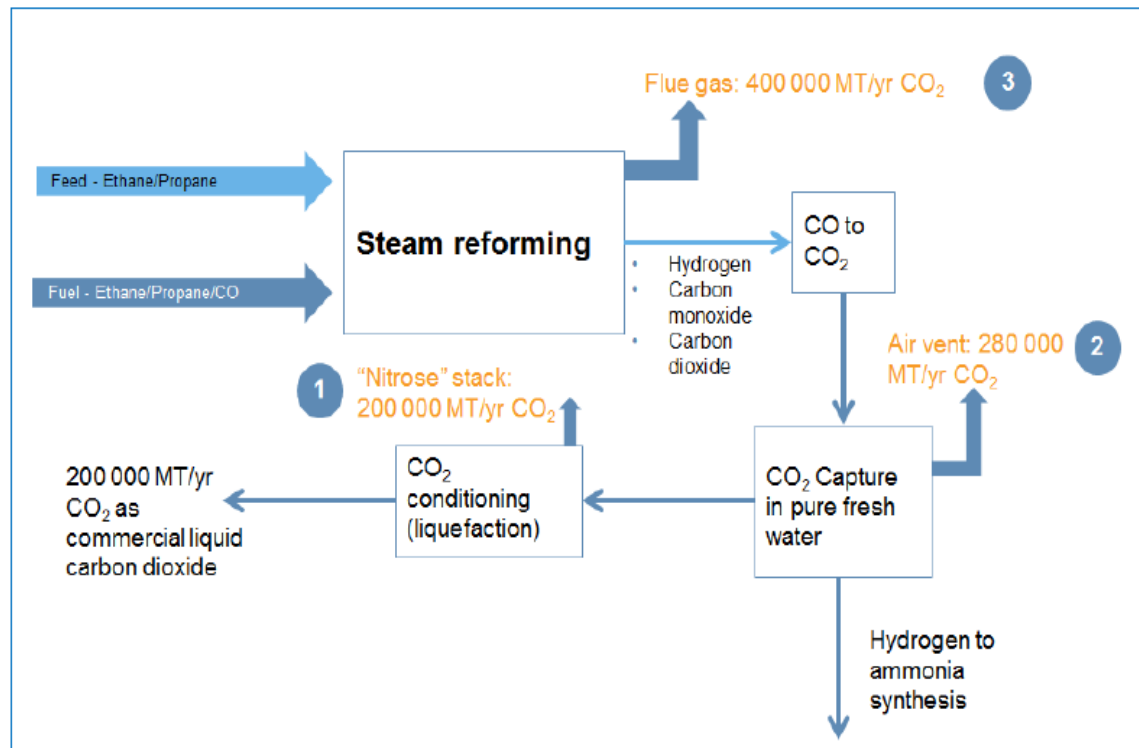 Flue gas: 400 000 MT/yr CO₂
3
Feed - Ethane/Propane
Steam reforming
Fuel - Ethane/Propane/CO
• Hydrogen
• Carbon
monoxide
• Carbon
dioxide
CO to
CO₂
Air vent: 280 000
MT/yr CO₂
2
1
"Nitrose" stack:
200 000 MT/yr CO₂
200 000 MT/yr
CO₂ as
commercial liquid
carbon dioxide
CO₂
conditioning
(liquefaction)
CO₂ Capture
in pure fresh
water
Hydrogen to
ammonia
synthesis